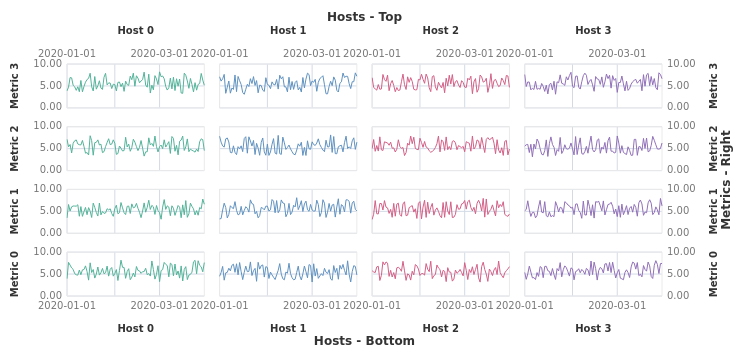 Hosts - Top
Host 0 Host 1 Host 2 Host 3
2020-01-01 2020-03-01 2020-01-01 2020-03-01 2020-01-01 2020-03-01 2020-01-01 2020-03-01
Metric 3 10.00 5.00 0.00 10.00 5.00 0.00 Metric 3
Metric 2 10.00 5.00 0.00 10.00 5.00 0.00 Metric 2
Metrics - Right
Metric 1 10.00 5.00 0.00 10.00 5.00 0.00 Metric 1
Metric 0 10.00 5.00 0.00 10.00 5.00 0.00 Metric 0
2020-01-01 2020-03-01 2020-01-01 2020-03-01 2020-01-01 2020-03-01 2020-01-01 2020-03-01
Host 0 Host 1 Host 2 Host 3
Hosts - Bottom